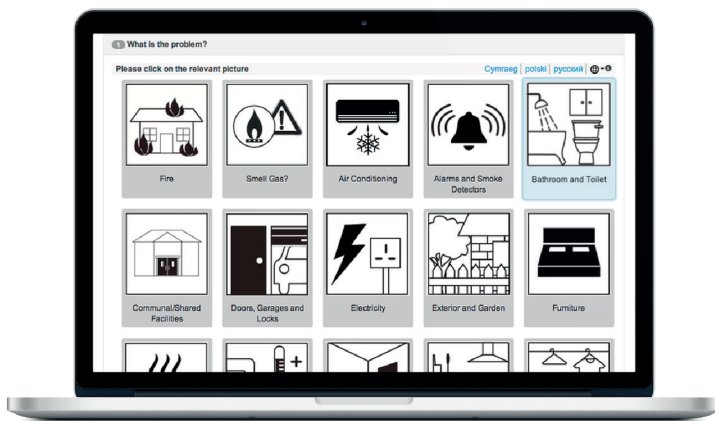 1 What is the problem?
Please click on the relevant picture
Cymraeg | polski | русский
Fire
Smell Gas?
Air Conditioning
Alarms and Smoke
Detectors
Bathroom and Toilet
Communal/Shared
Facilities
Doors, Garages and
Locks
Electricity
Exterior and Garden
Furniture